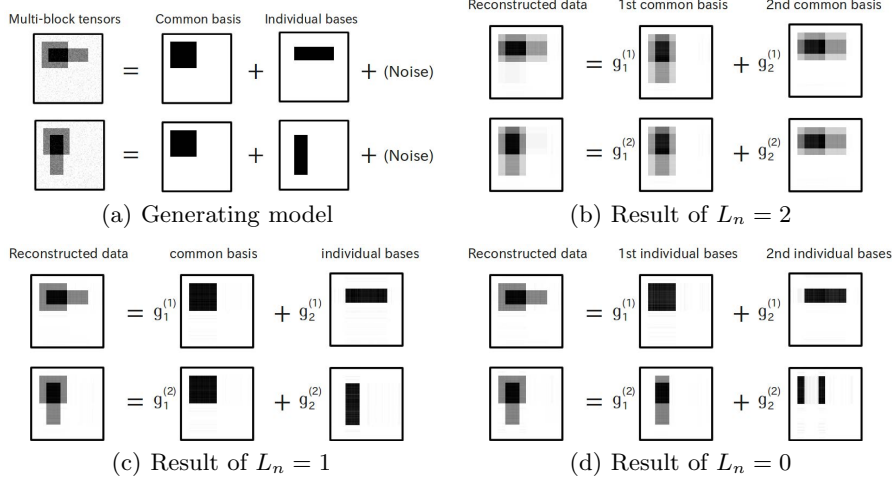 Multi-block tensors Common basis Individual bases
= + + (Noise)
= + + (Noise)
(a) Generating model
Reconstructed data 1st common basis 2nd common basis
= g₁⁽¹⁾ + g₂⁽¹⁾
= g₁⁽²⁾ + g₂⁽²⁾
(b) Result of Lₙ = 2
Reconstructed data common basis individual bases
= g₁⁽¹⁾ + g₂⁽¹⁾
= g₁⁽²⁾ + g₂⁽²⁾
(c) Result of Lₙ = 1
Reconstructed data 1st individual bases 2nd individual bases
= g₁⁽¹⁾ + g₂⁽¹⁾
= g₁⁽²⁾ + g₂⁽²⁾
(d) Result of Lₙ = 0